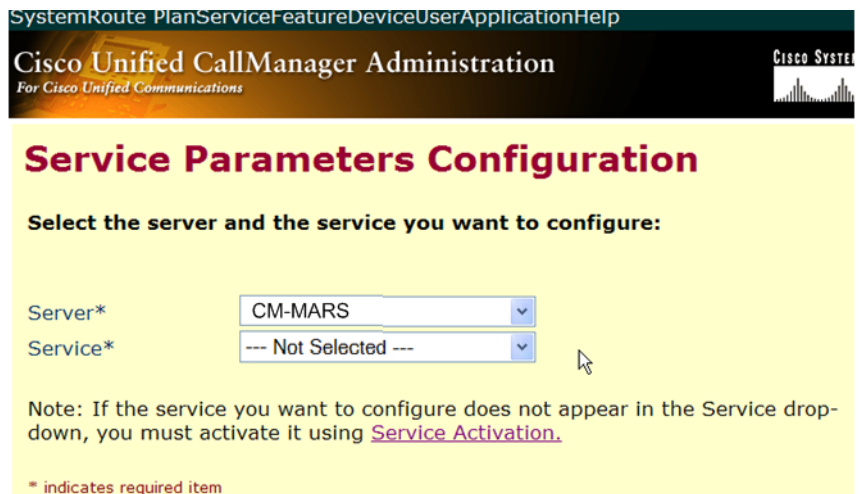 SystemRoute PlanServiceFeatureDeviceUserApplicationHelp
Cisco Unified CallManager Administration
For Cisco Unified Communications
CISCO SYSTE
Service Parameters Configuration
Select the server and the service you want to configure:
Server* CM-MARS
Service* --- Not Selected ---
Note: If the service you want to configure does not appear in the Service drop-
down, you must activate it using Service Activation.
* indicates required item